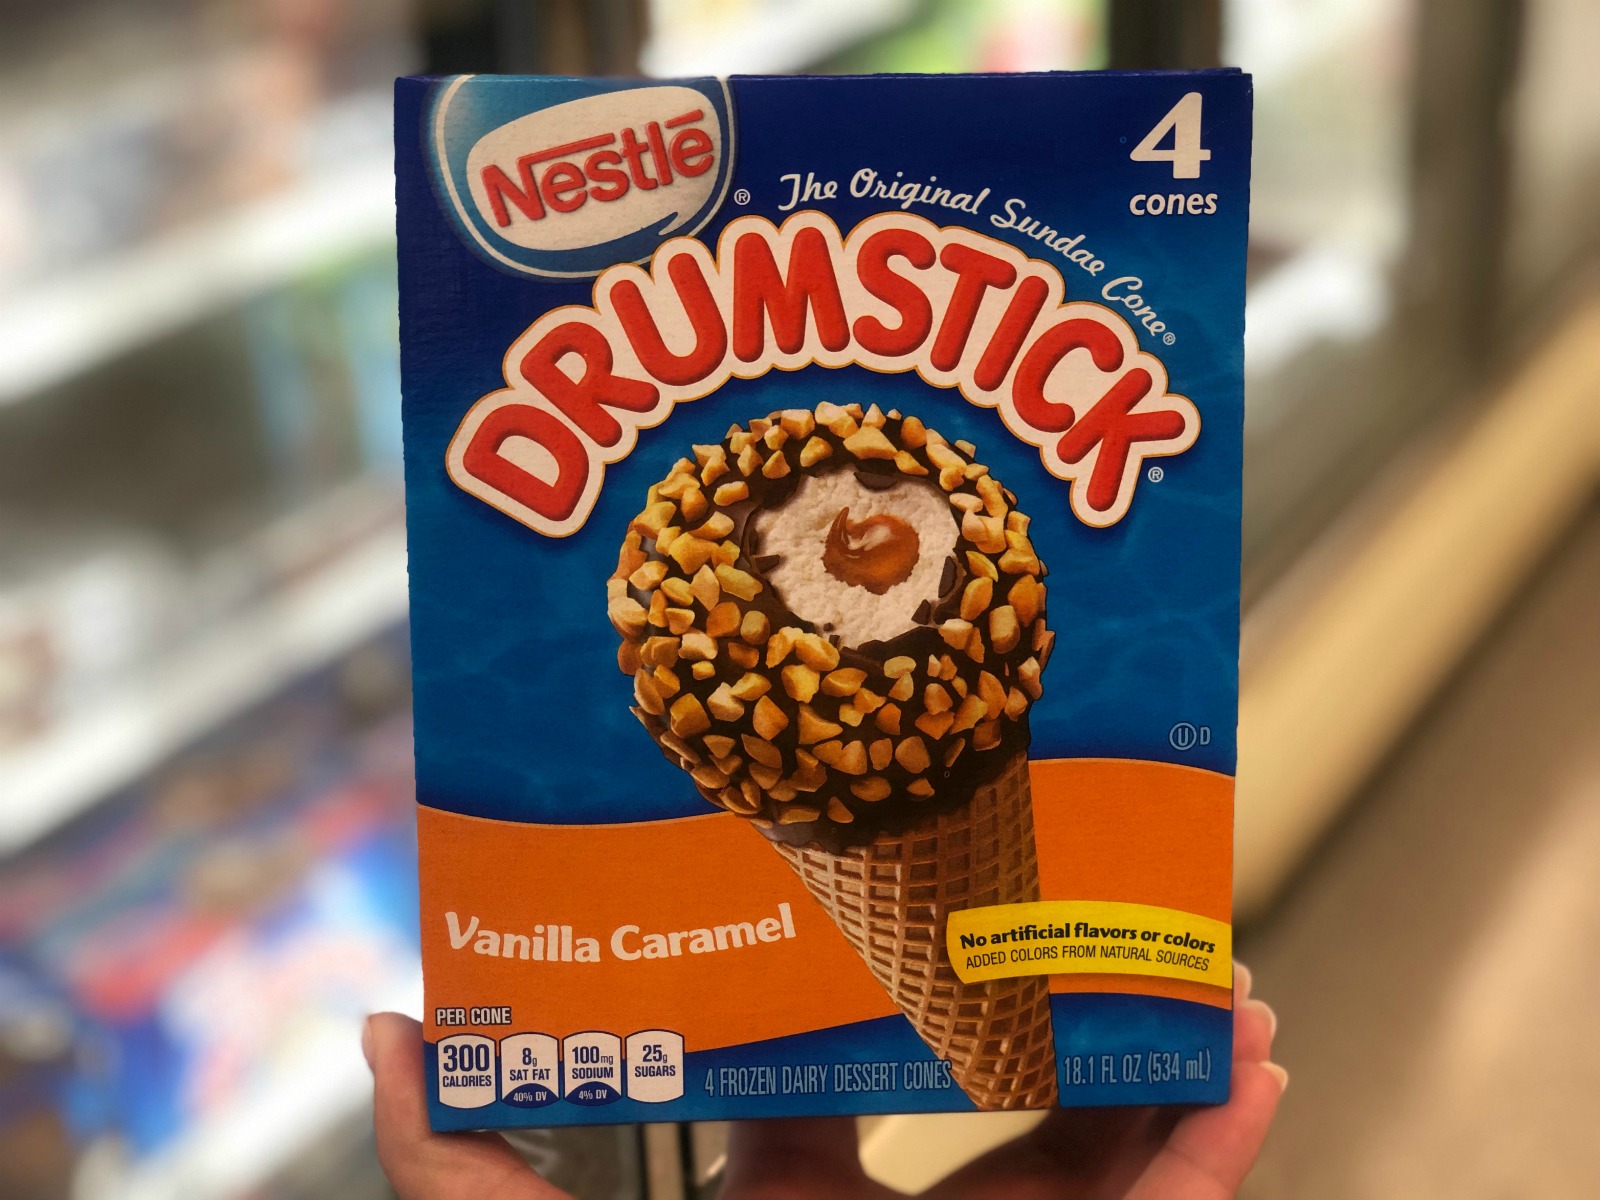 Nestlé®
4
cones
The Original Sundae Cone®
DRUMSTICK®
ⓊD
Vanilla Caramel
No artificial flavors or colors
ADDED COLORS FROM NATURAL SOURCES
PER CONE
300
CALORIES
8g
SAT FAT
40% DV
100mg
SODIUM
4% DV
25g
SUGARS
4 FROZEN DAIRY DESSERT CONES
18.1 FL OZ (534 mL)